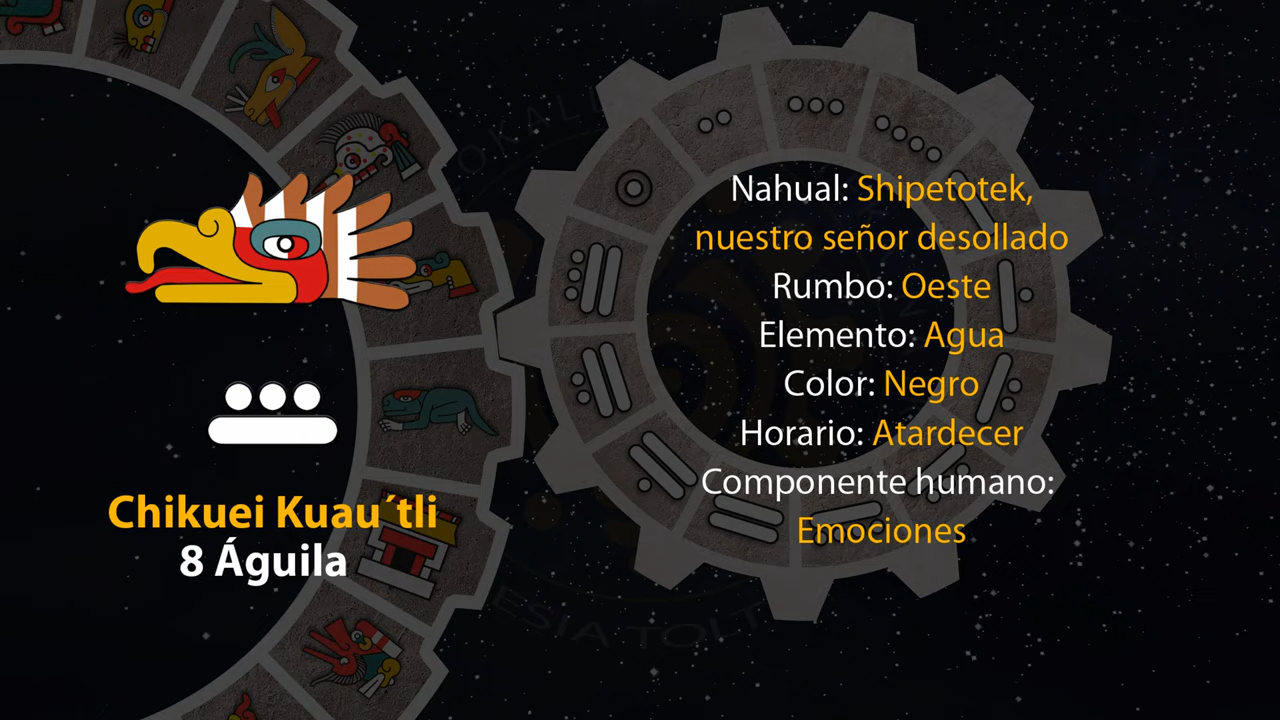 Chikuei Kuau´tli
8 Águila
Nahual: Shipetotek,
nuestro señor desollado
Rumbo: Oeste
Elemento: Agua
Color: Negro
Horario: Atardecer
Componente humano:
Emociones